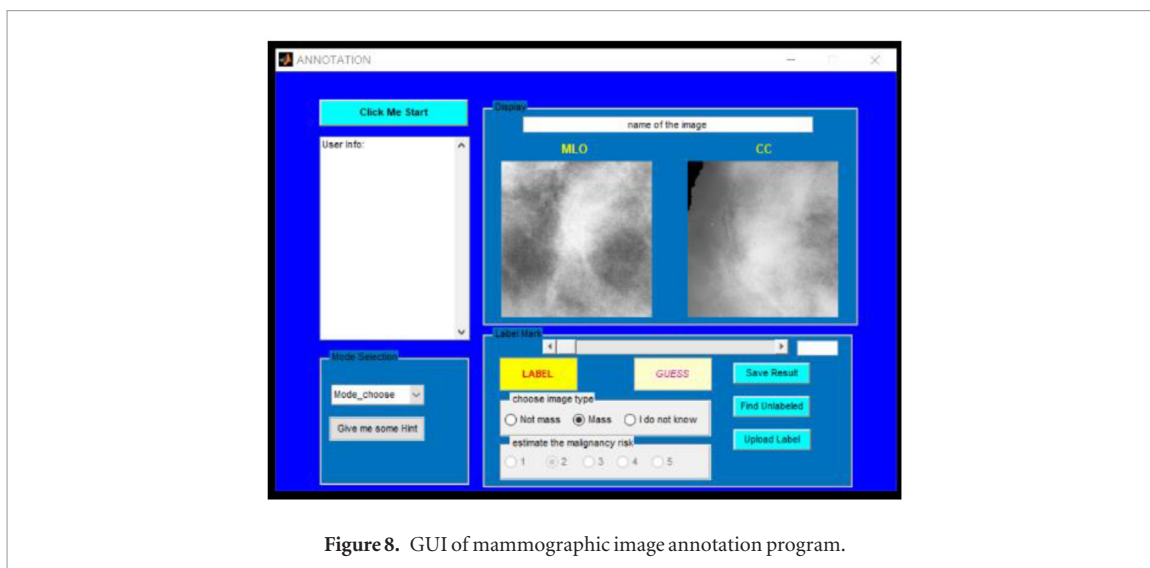 ANNOTATION
Click Me Start
User Info:
Mode Selection
Mode_choose
Give me some Hint
Display
name of the image
MLO CC
Label Mark
LABEL GUESS
choose image type
Not mass Mass I do not know
estimate the malignancy risk
1 2 3 4 5
Save Result
Find Unlabeled
Upload Label
Figure 8. GUI of mammographic image annotation program.